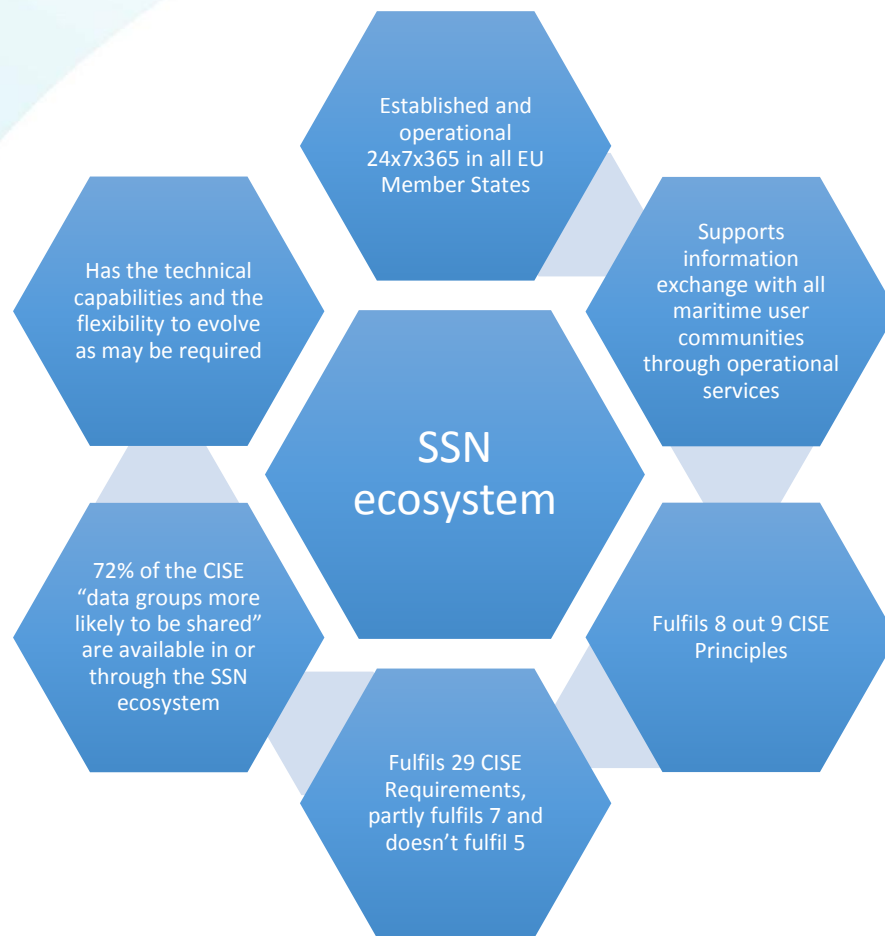 Established and
operational
24x7x365 in all EU
Member States
Supports
information
exchange with all
maritime user
communities
through operational
services
Fulfils 8 out 9 CISE
Principles
Fulfils 29 CISE
Requirements,
partly fulfils 7 and
doesn’t fulfil 5
72% of the CISE
“data groups more
likely to be shared”
are available in or
through the SSN
ecosystem
Has the technical
capabilities and the
flexibility to evolve
as may be required
SSN
ecosystem